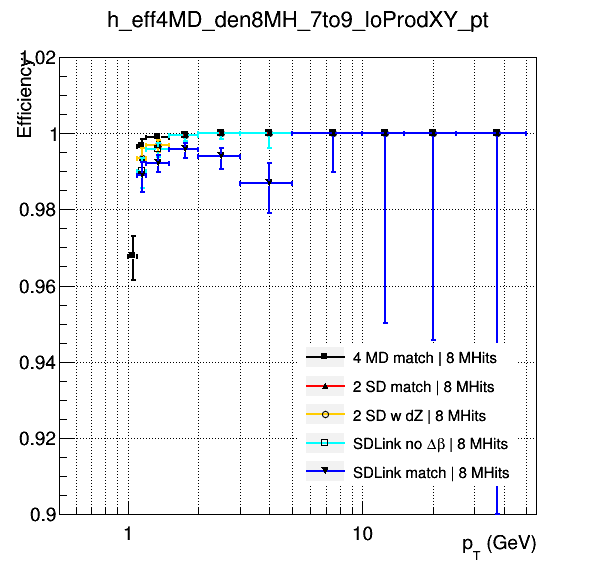 h_eff4MD_den8MH_7to9_loProdXY_pt
Efficiency
1.02
1
0.98
0.96
0.94
0.92
0.9
4 MD match | 8 MHits
2 SD match | 8 MHits
2 SD w dZ | 8 MHits
SDLink no Δβ | 8 MHits
SDLink match | 8 MHits
1
10
p_T (GeV)